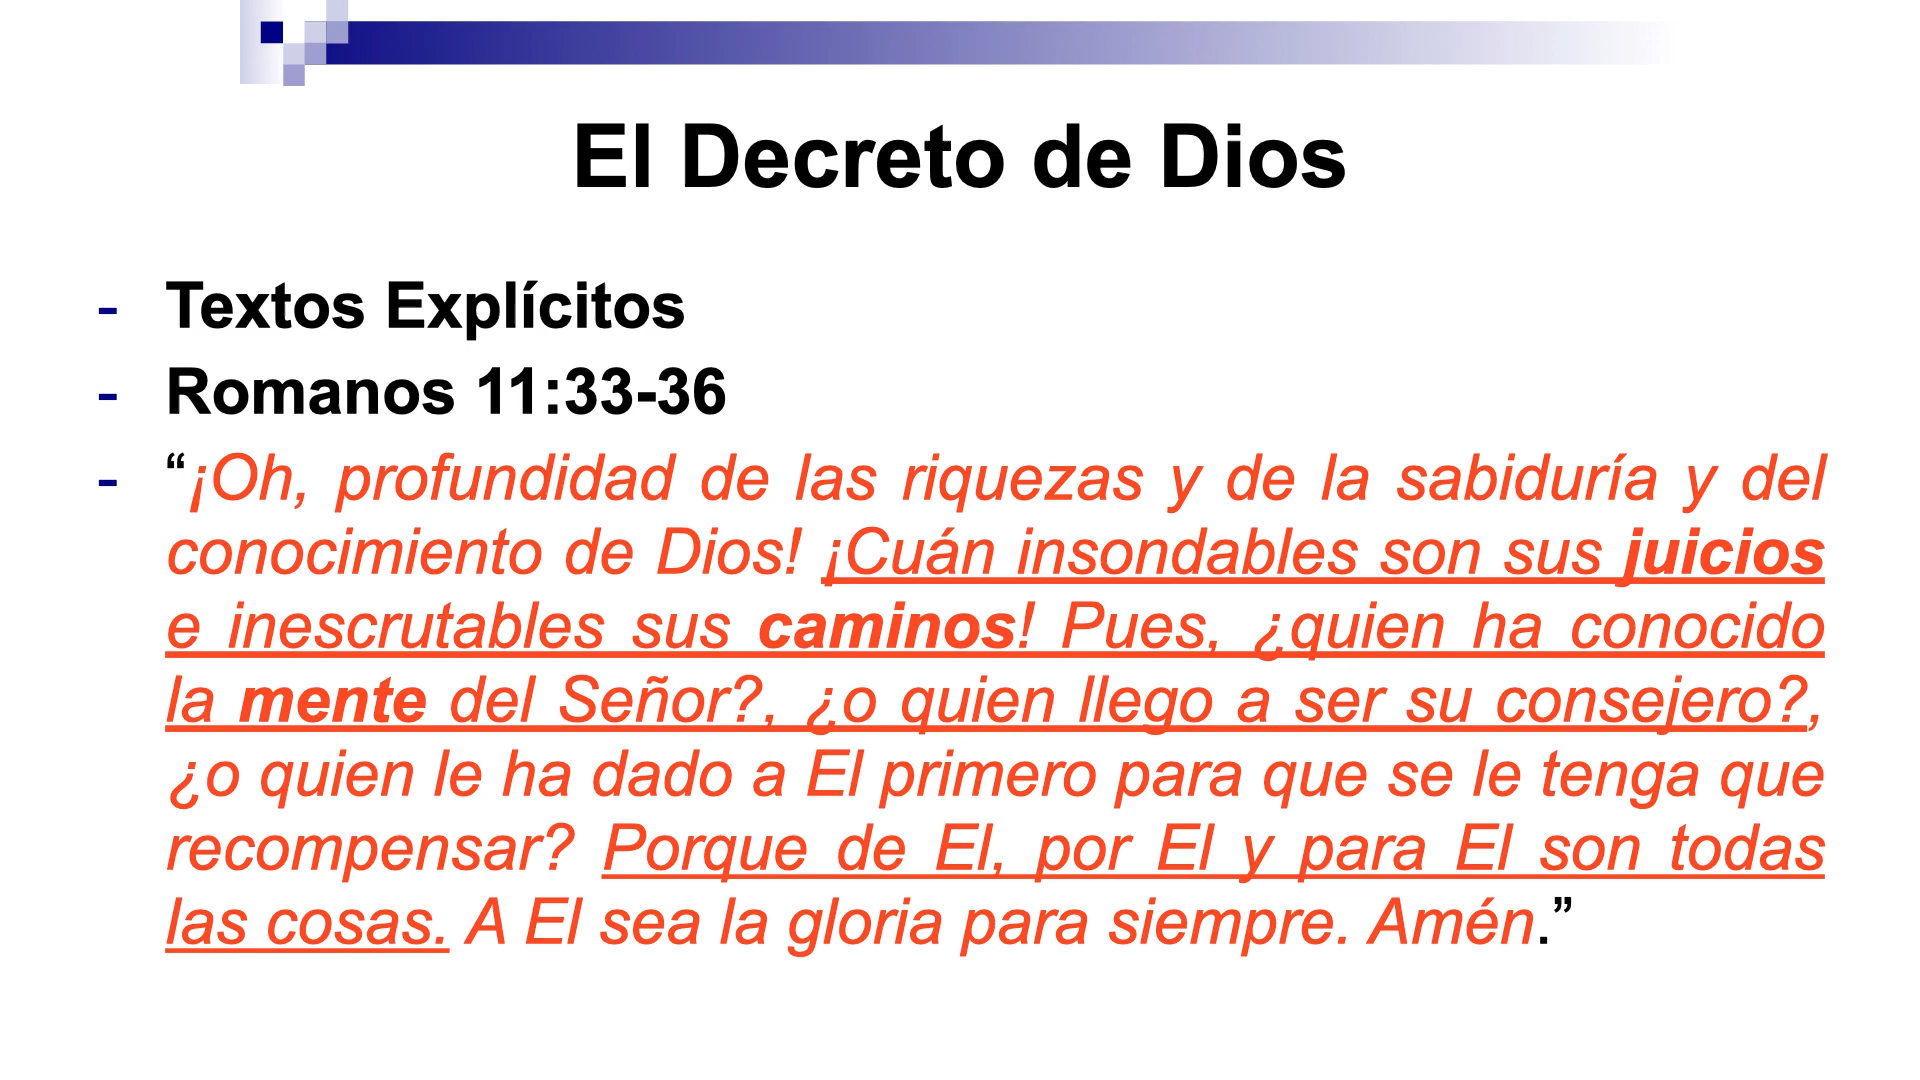 El Decreto de Dios
- Textos Explícitos
- Romanos 11:33-36
- “¡Oh, profundidad de las riquezas y de la sabiduría y del
conocimiento de Dios! ¡Cuán insondables son sus juicios
e inescrutables sus caminos! Pues, ¿quien ha conocido
la mente del Señor?, ¿o quien llego a ser su consejero?,
¿o quien le ha dado a El primero para que se le tenga que
recompensar? Porque de El, por El y para El son todas
las cosas. A El sea la gloria para siempre. Amén.”